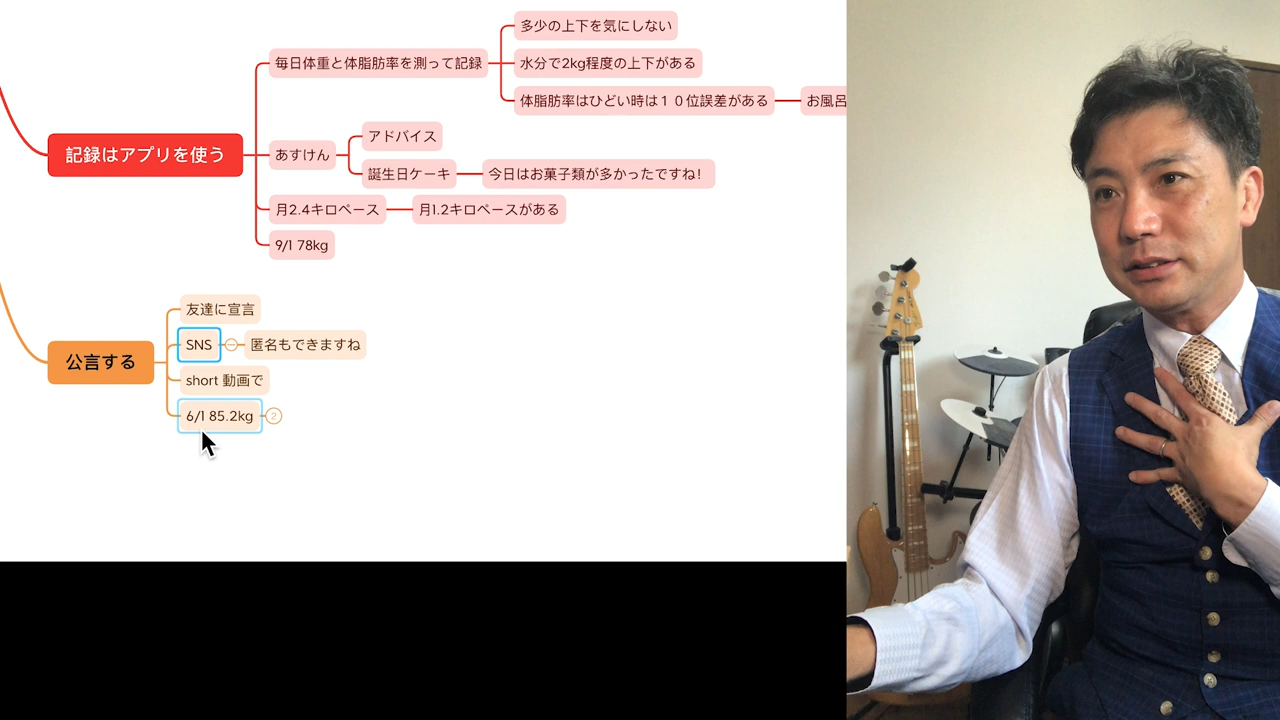 多少の上下を気にしない
毎日体重と体脂肪率を測って記録
水分で2kg程度の上下がある
体脂肪率はひどい時は１０位誤差がある
お風呂
記録はアプリを使う
あすけん
アドバイス
誕生日ケーキ
今日はお菓子類が多かったですね！
月2.4キロペース
月1.2キロペースがある
9/1 78kg
公言する
友達に宣言
SNS
匿名もできますね
short 動画で
6/1 85.2kg
2